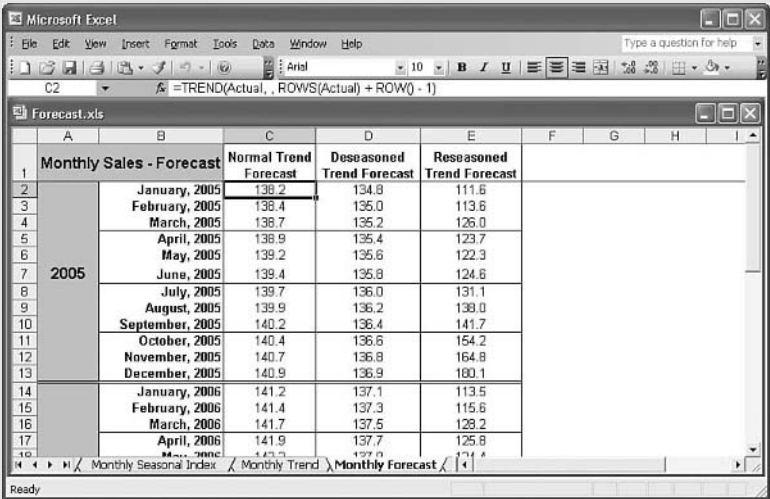 Microsoft Excel
File Edit View Insert Format Tools Data Window Help Type a question for help
Arial 10 B I U
C2 fx =TREND(Actual, , ROWS(Actual) + ROW() - 1)
Forecast.xls
A B C D E F G H I
1 Monthly Sales - Forecast Normal Trend Forecast Deseasoned Trend Forecast Reseasoned Trend Forecast
2 January, 2005 138.2 134.8 111.6
3 February, 2005 138.4 135.0 113.6
4 March, 2005 138.7 135.2 126.0
5 April, 2005 138.9 135.4 123.7
6 May, 2005 139.2 135.6 122.3
7 2005 June, 2005 139.4 135.8 124.6
8 July, 2005 139.7 136.0 131.1
9 August, 2005 139.9 136.2 138.0
10 September, 2005 140.2 136.4 141.7
11 October, 2005 140.4 136.6 154.2
12 November, 2005 140.7 136.8 164.8
13 December, 2005 140.9 136.9 180.1
14 January, 2006 141.2 137.1 113.5
15 February, 2006 141.4 137.3 115.6
16 March, 2006 141.7 137.5 128.2
17 April, 2006 141.9 137.7 125.8
Monthly Seasonal Index Monthly Trend Monthly Forecast
Ready